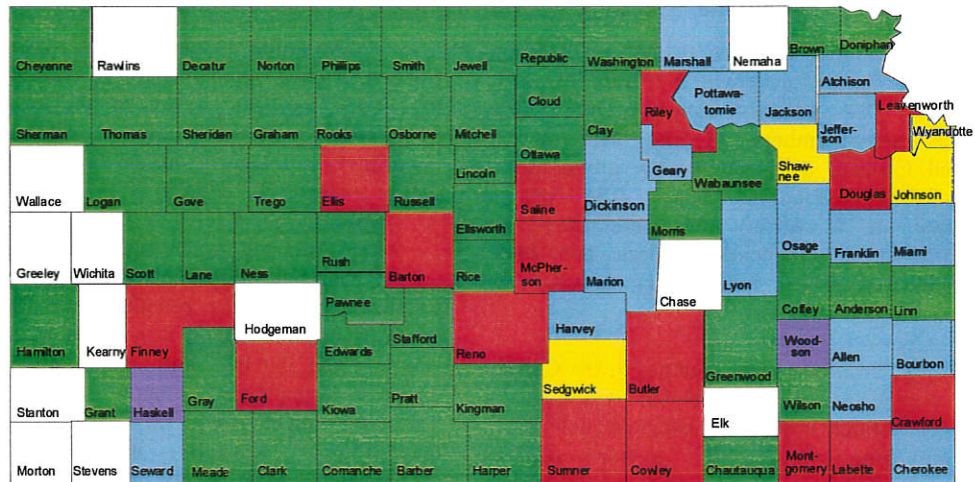 Cheyenne
Rawlins
Decatur
Norton
Phillips
Smith
Jewell
Republic
Washington
Marshall
Nemaha
Brown
Doniphan
Sherman
Thomas
Sheridan
Graham
Rooks
Osborne
Mitchell
Cloud
Clay
Riley
Pottawa-
tomie
Jackson
Atchison
Jeffer-
son
Leavenworth
Wyandotte
Wallace
Logan
Gove
Trego
Ellis
Russell
Lincoln
Ottawa
Saline
Dickinson
Geary
Wabaunsee
Shaw-
nee
Douglas
Johnson
Greeley
Wichita
Scott
Lane
Ness
Rush
Barton
Ellsworth
Rice
McPher-
son
Marion
Morris
Chase
Lyon
Osage
Franklin
Miami
Hamilton
Kearny
Finney
Hodgeman
Pawnee
Edwards
Stafford
Reno
Harvey
Sedgwick
Butler
Greenwood
Coffey
Anderson
Linn
Wood-
son
Allen
Bourbon
Stanton
Grant
Haskell
Gray
Ford
Kiowa
Pratt
Kingman
Elk
Wilson
Neosho
Crawford
Morton
Stevens
Seward
Meade
Clark
Comanche
Barber
Harper
Sumner
Cowley
Chautauqua
Mont-
gomery
Labette
Cherokee